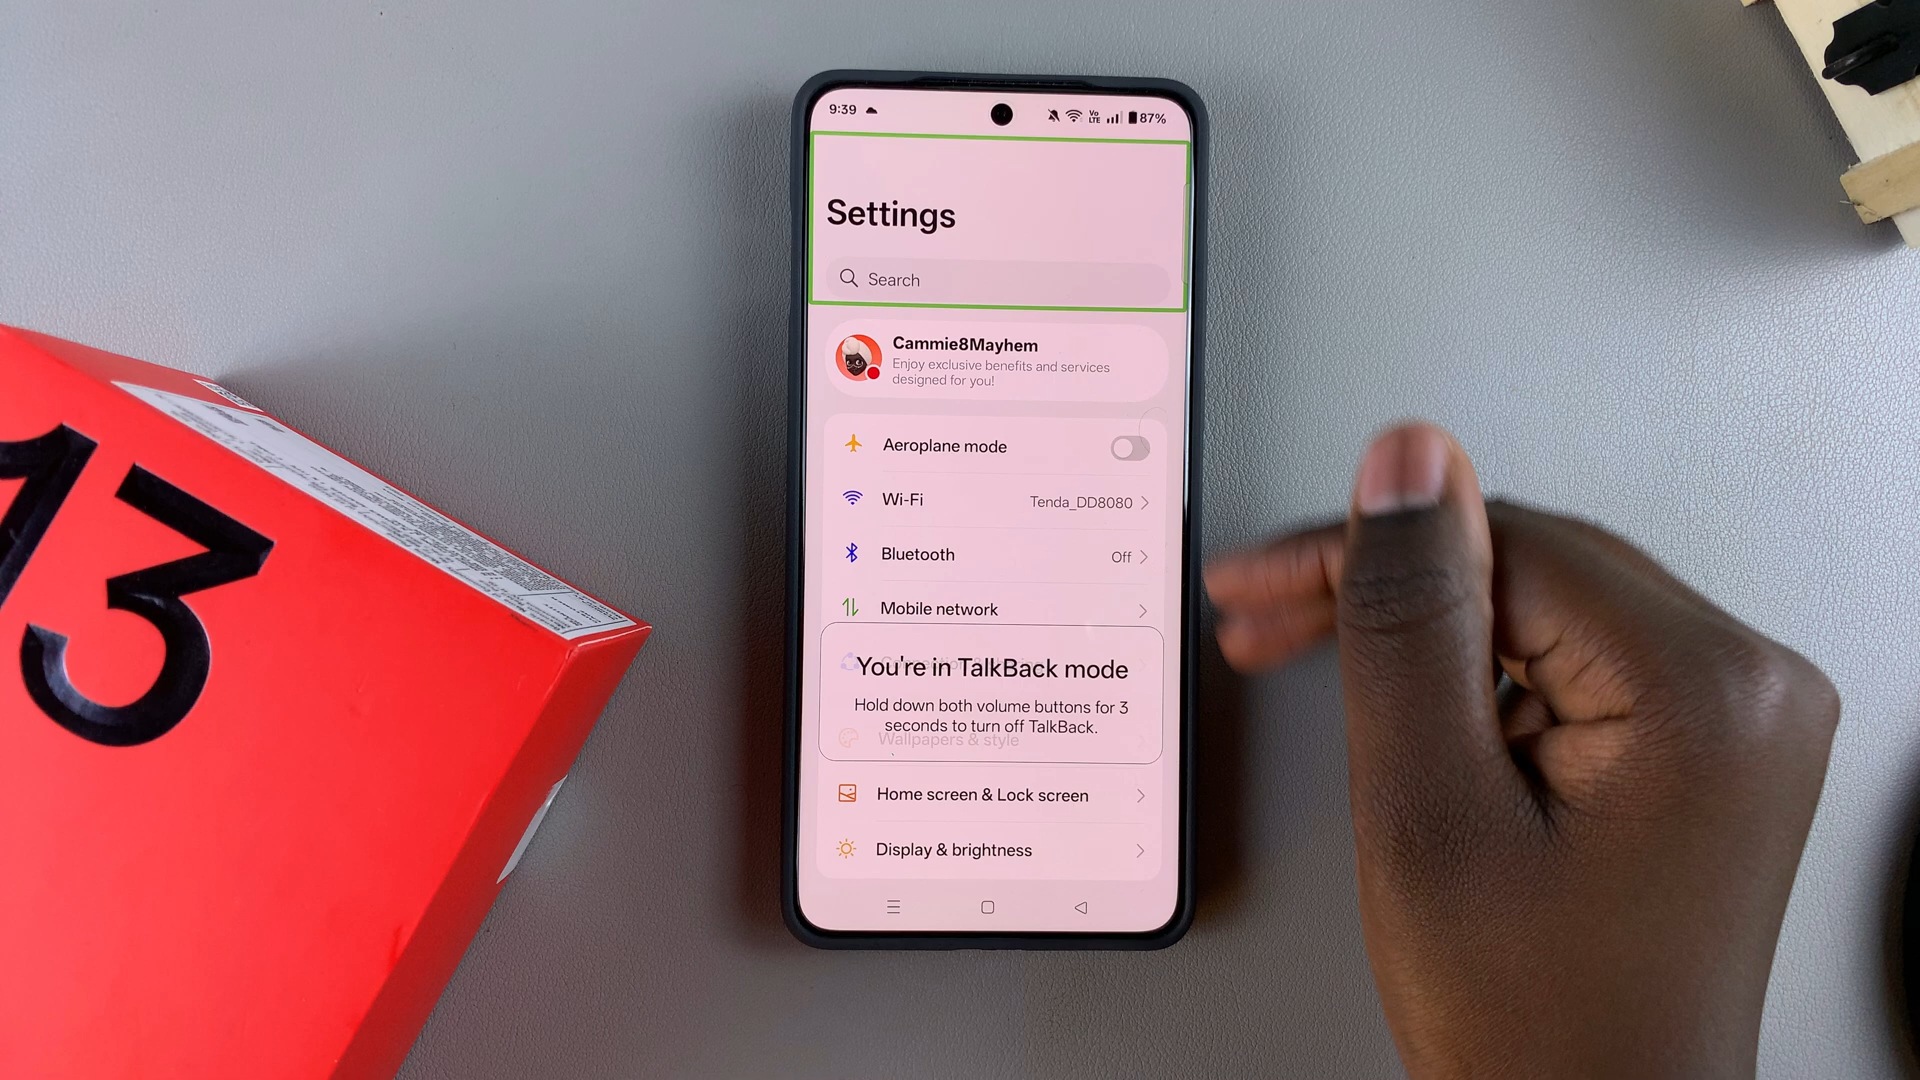 9:39
Vo
LTE
87%
Settings
Search
Cammie8Mayhem
Enjoy exclusive benefits and services
designed for you!
Aeroplane mode
Wi-Fi
Tenda_DD8080
Bluetooth
Off
Mobile network
You're in TalkBack mode
Hold down both volume buttons for 3
seconds to turn off TalkBack.
Wallpapers & style
Home screen & Lock screen
Display & brightness
13